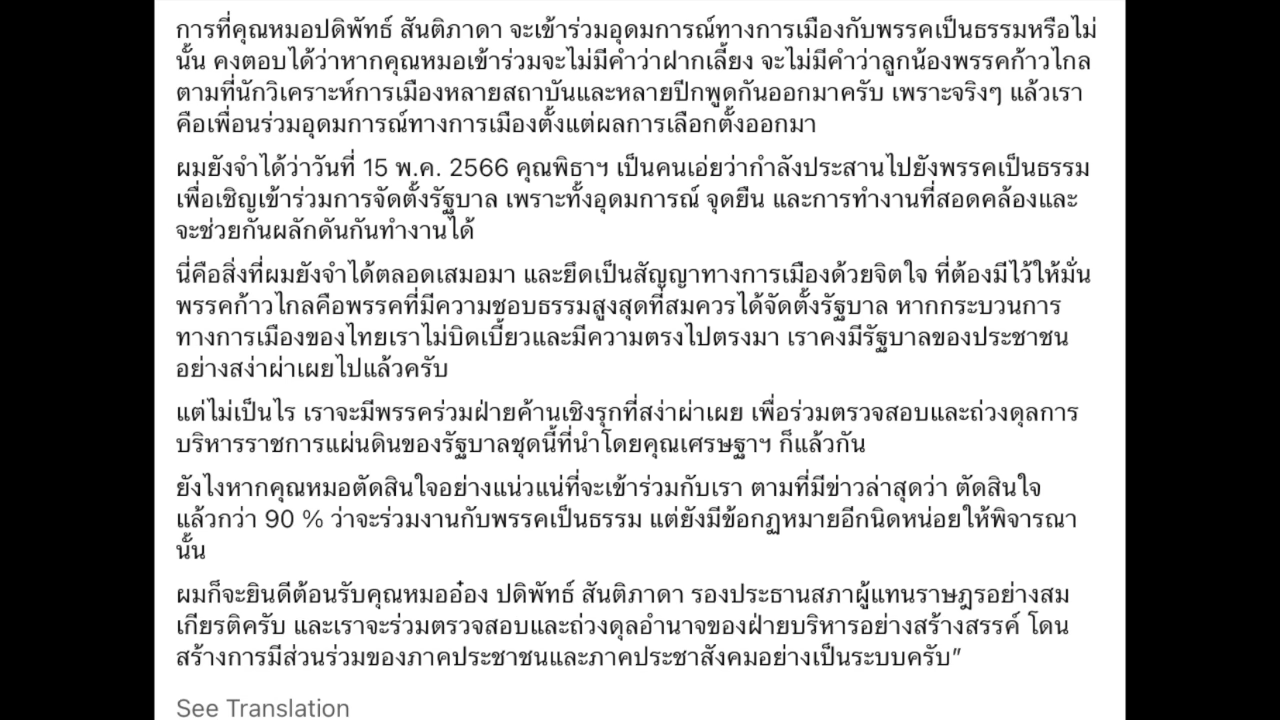 การที่คุณหมอปดิพัทธ์ สันติภาดา จะเข้าร่วมอุดมการณ์ทางการเมืองกับพรรคเป็นธรรมหรือไม่
นั้น คงตอบได้ว่าหากคุณหมอเข้าร่วมจะไม่มีคำว่าฝากเลี้ยง จะไม่มีคำว่าลูกน้องพรรคก้าวไกล
ตามที่นักวิเคราะห์การเมืองหลายสถาบันและหลายปีกพูดกันออกมาครับ เพราะจริงๆ แล้วเรา
คือเพื่อนร่วมอุดมการณ์ทางการเมืองตั้งแต่ผลการเลือกตั้งออกมา
ผมยังจำได้ว่าวันที่ 15 พ.ค. 2566 คุณพิธาฯ เป็นคนเอ่ยว่ากำลังประสานไปยังพรรคเป็นธรรม
เพื่อเชิญเข้าร่วมการจัดตั้งรัฐบาล เพราะทั้งอุดมการณ์ จุดยืน และการทำงานที่สอดคล้องและ
จะช่วยกันผลักดันกันทำงานได้
นี่คือสิ่งที่ผมยังจำได้ตลอดเสมอมา และยึดเป็นสัญญาทางการเมืองด้วยจิตใจ ที่ต้องมีไว้ให้มั่น
พรรคก้าวไกลคือพรรคที่มีความชอบธรรมสูงสุดที่สมควรได้จัดตั้งรัฐบาล หากกระบวนการ
ทางการเมืองของไทยเราไม่บิดเบี้ยวและมีความตรงไปตรงมา เราคงมีรัฐบาลของประชาชน
อย่างสง่าผ่าเผยไปแล้วครับ
แต่ไม่เป็นไร เราจะมีพรรคร่วมฝ่ายค้านเชิงรุกที่สง่าผ่าเผย เพื่อร่วมตรวจสอบและถ่วงดุลการ
บริหารราชการแผ่นดินของรัฐบาลชุดนี้ที่นำโดยคุณเศรษฐาฯ ก็แล้วกัน
ยังไงหากคุณหมอตัดสินใจอย่างแน่วแน่ที่จะเข้าร่วมกับเรา ตามที่มีข่าวล่าสุดว่า ตัดสินใจ
แล้วกว่า 90 % ว่าจะร่วมงานกับพรรคเป็นธรรม แต่ยังมีข้อกฎหมายอีกนิดหน่อยให้พิจารณา
นั้น
ผมก็จะยินดีต้อนรับคุณหมออ๋อง ปดิพัทธ์ สันติภาดา รองประธานสภาผู้แทนราษฎรอย่างสม
เกียรติครับ และเราจะร่วมตรวจสอบและถ่วงดุลอำนาจของฝ่ายบริหารอย่างสร้างสรรค์ โดน
สร้างการมีส่วนร่วมของภาคประชาชนและภาคประชาสังคมอย่างเป็นระบบครับ”
See Translation